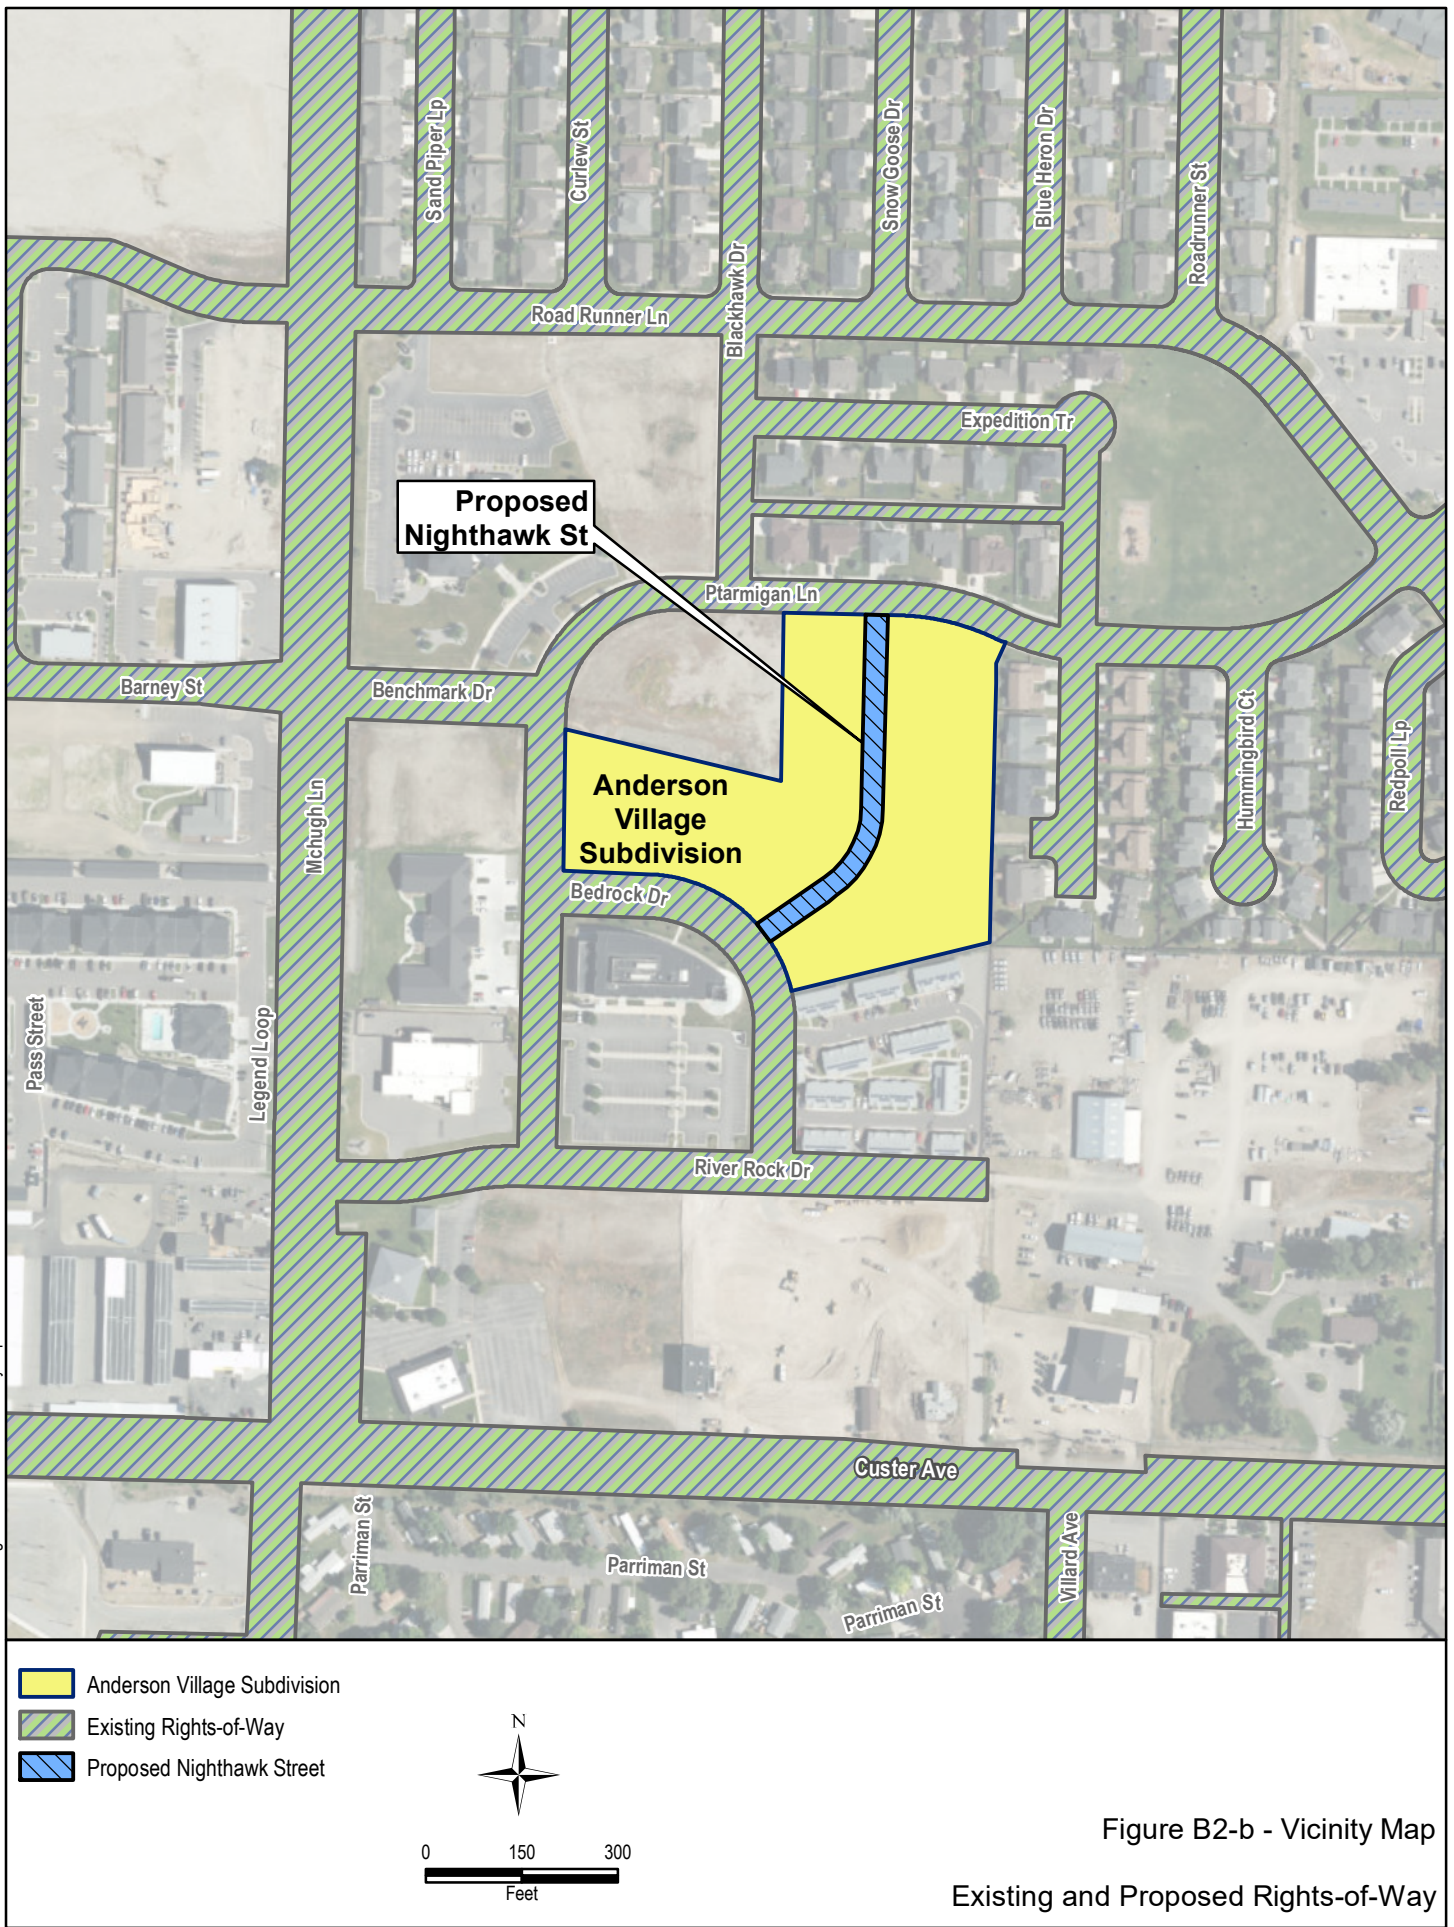 Sand Piper Lp
Curlew St
Blackhawk Dr
Snow Goose Dr
Blue Heron Dr
Roadrunner St
Road Runner Ln
Expedition Tr
Proposed
Nighthawk St
Ptarmigan Ln
Barney St
Benchmark Dr
Mchugh Ln
Hummingbird Ct
Redpoll Lp
Anderson
Village
Subdivision
Bedrock Dr
Pass Street
Legend Loop
River Rock Dr
Custer Ave
Parriman St
Parriman St
Parriman St
Villard Ave
Anderson Village Subdivision
Existing Rights-of-Way
Proposed Nighthawk Street
N
0 150 300
Feet
Figure B2-b - Vicinity Map
Existing and Proposed Rights-of-Way